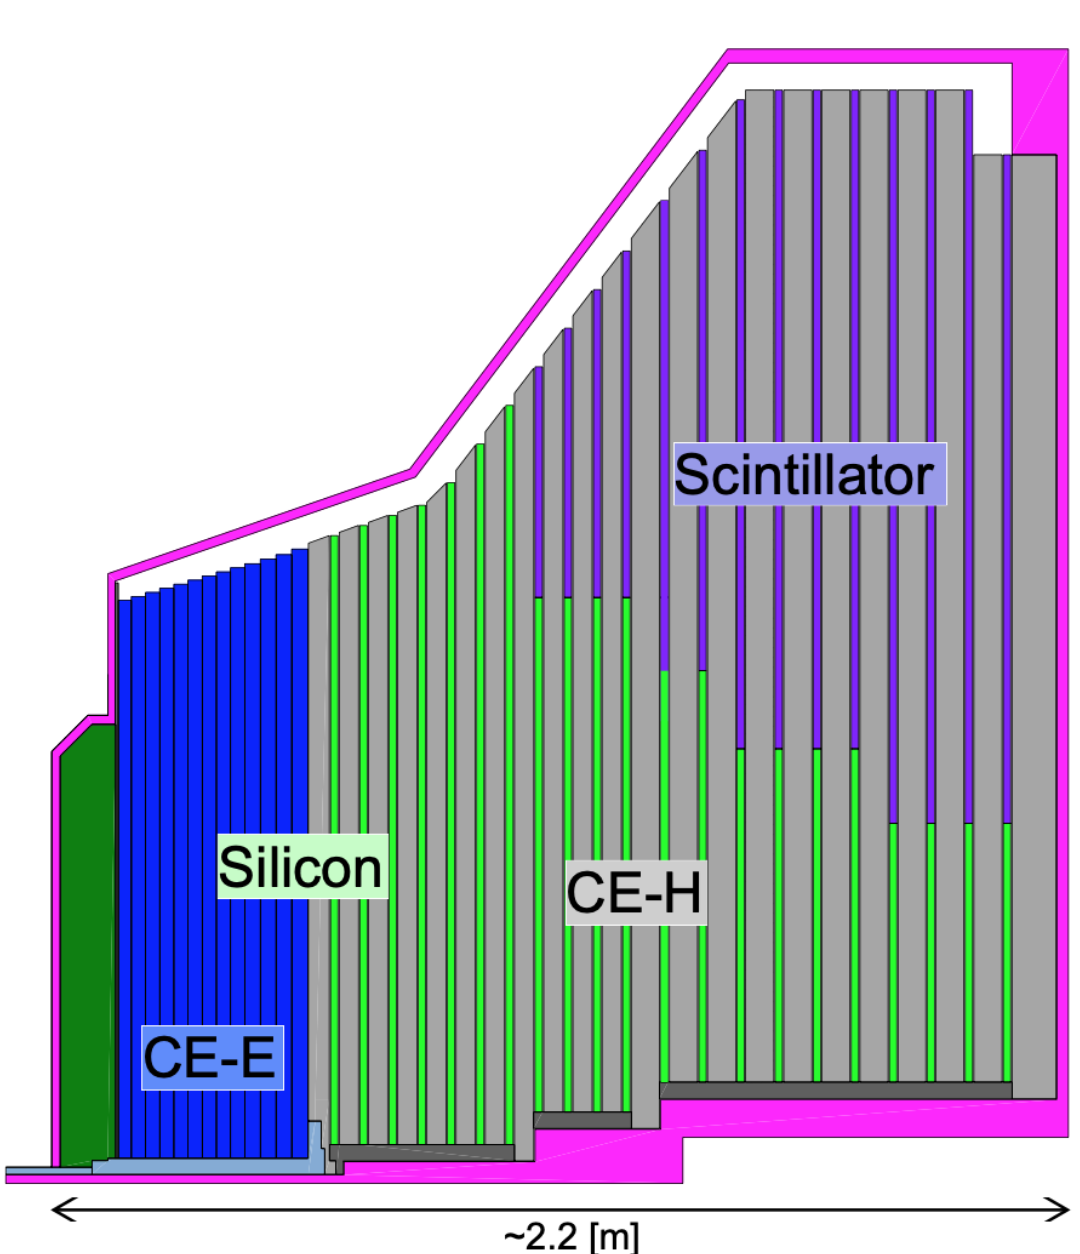 Scintillator
Silicon
CE-H
CE-E
~2.2 [m]